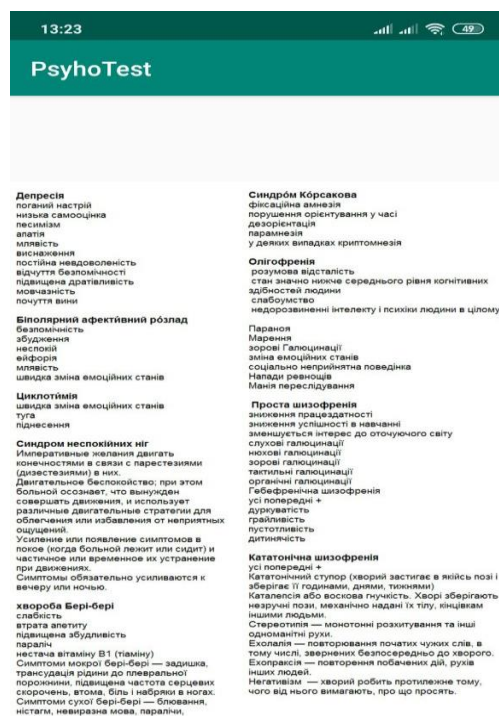 13:23
49
PsyhoTest
Депресія
поганий настрій
низька самооцінка
песимізм
апатія
млявість
виснаження
постійна невдоволеність
відчуття безпомічності
підвищена дратівливість
мовчазність
почуття вини
Біполярний афекти́вний ро́злад
безпомічність
збудження
неспокій
ейфорія
млявість
швидка зміна емоційних станів
Циклоти́мія
швидка зміна емоційних станів
туга
піднесення
Синдром неспокійних ніг
Императивные желания двигать
конечностями в связи с парестезиями
(дизестезиями) в них.
Двигательное беспокойство; при этом
больной осознает, что вынужден
совершать движения, и использует
различные двигательные стратегии для
облегчения или избавления от неприятных
ощущений.
Усиление или появление симптомов в
покое (когда больной лежит или сидит) и
частичное или временное их устранение
при движениях.
Симптомы обязательно усиливаются к
вечеру или ночью.
хвороба Бері-бері
слабкість
втрата апетиту
підвищена збудливість
параліч
нестача вітаміну B1 (тіаміну)
Симптоми мокрої бері-бері — задишка,
трансудація рідини до плевральної
порожнини, підвищена частота серцевих
скорочень, втома, біль і набряки в ногах.
Симптоми сухої бері-бері — блювання,
ністагм, невиразна мова, паралічи,
Синдро́м Ко́рсакова
фіксаційна амнезія
порушення орієнтування у часі
дезорієнтація
парамнезія
у деяких випадках криптомнезія
Олігофренія
розумова відсталість
стан значно нижче середнього рівня когнітивних
здібностей людини
слабоумство
недорозвиненні інтелекту і психіки людини в цілому
Параноя
Марення
зорові Галюцинації
зміна емоційних станів
соціально неприйнятна поведінка
Напади ревнощів
Манія переслідування
Проста шизофренія
зниження працездатності
зниження успішності в навчанні
зменшується інтерес до оточуючого світу
слухові галюцинації
нюхові галюцинації
зорові галюцинації
тактильні галюцинації
органічні галюцинації
Гебефренічна шизофренія
усі попередні +
дуркуватість
грайливість
пустотливість
дитинячість
Кататонічна шизофренія
усі попередні +
Кататонічний ступор (хворий застигає в якійсь позі і
зберігає її годинами, днями, тижнями)
Каталепсія або воскова гнучкість. Хворі зберігають
незручні пози, механічно надані їх тілу, кінцівкам
іншими людьми.
Стереотипія — монотонні розхитування та інші
одноманітні рухи.
Ехолалія — повторювання початих чужих слів, в
тому числі, звернених безпосередньо до хворого.
Ехопраксія — повторення побачених дій, рухів
інших людей.
Негативізм — хворий робить протилежне тому,
чого від нього вимагають, про що просять.